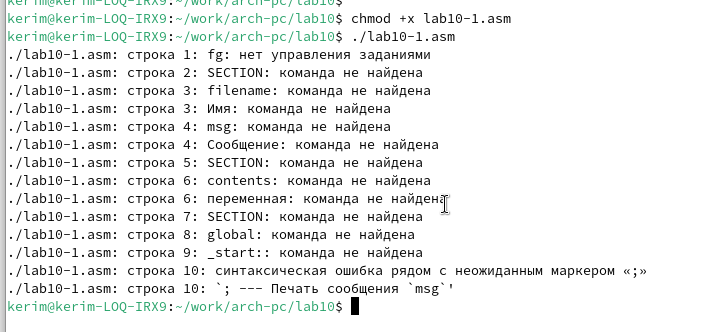 kerim@kerim-LOQ-IRX9:~/work/arch-pc/lab10$
kerim@kerim-LOQ-IRX9:~/work/arch-pc/lab10$ chmod +x lab10-1.asm
kerim@kerim-LOQ-IRX9:~/work/arch-pc/lab10$ ./lab10-1.asm
./lab10-1.asm: строка 1: fg: нет управления заданиями
./lab10-1.asm: строка 2: SECTION: команда не найдена
./lab10-1.asm: строка 3: filename: команда не найдена
./lab10-1.asm: строка 3: Имя: команда не найдена
./lab10-1.asm: строка 4: msg: команда не найдена
./lab10-1.asm: строка 4: Сообщение: команда не найдена
./lab10-1.asm: строка 5: SECTION: команда не найдена
./lab10-1.asm: строка 6: contents: команда не найдена
./lab10-1.asm: строка 6: переменная: команда не найдена
./lab10-1.asm: строка 7: SECTION: команда не найдена
./lab10-1.asm: строка 8: global: команда не найдена
./lab10-1.asm: строка 9: _start:: команда не найдена
./lab10-1.asm: строка 10: синтаксическая ошибка рядом с неожиданным маркером «;»
./lab10-1.asm: строка 10: `; --- Печать сообщения `msg`'
kerim@kerim-LOQ-IRX9:~/work/arch-pc/lab10$